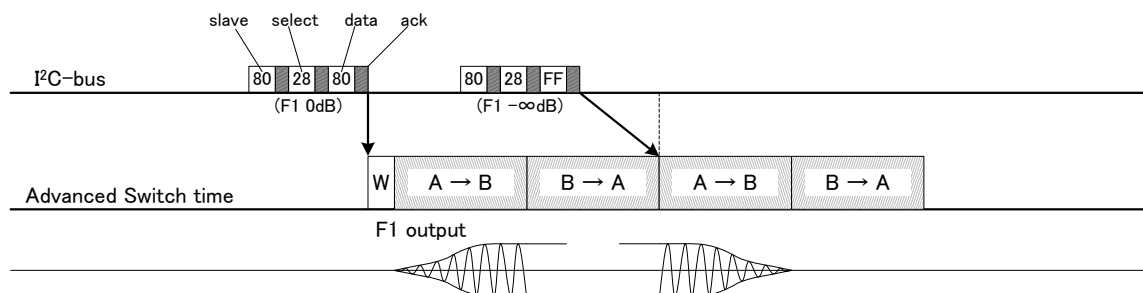 slave select data ack
I²C-bus 80 28 80 80 28 FF
(F1 0dB) (F1 -∞dB)
Advanced Switch time W A → B B → A A → B B → A
F1 output